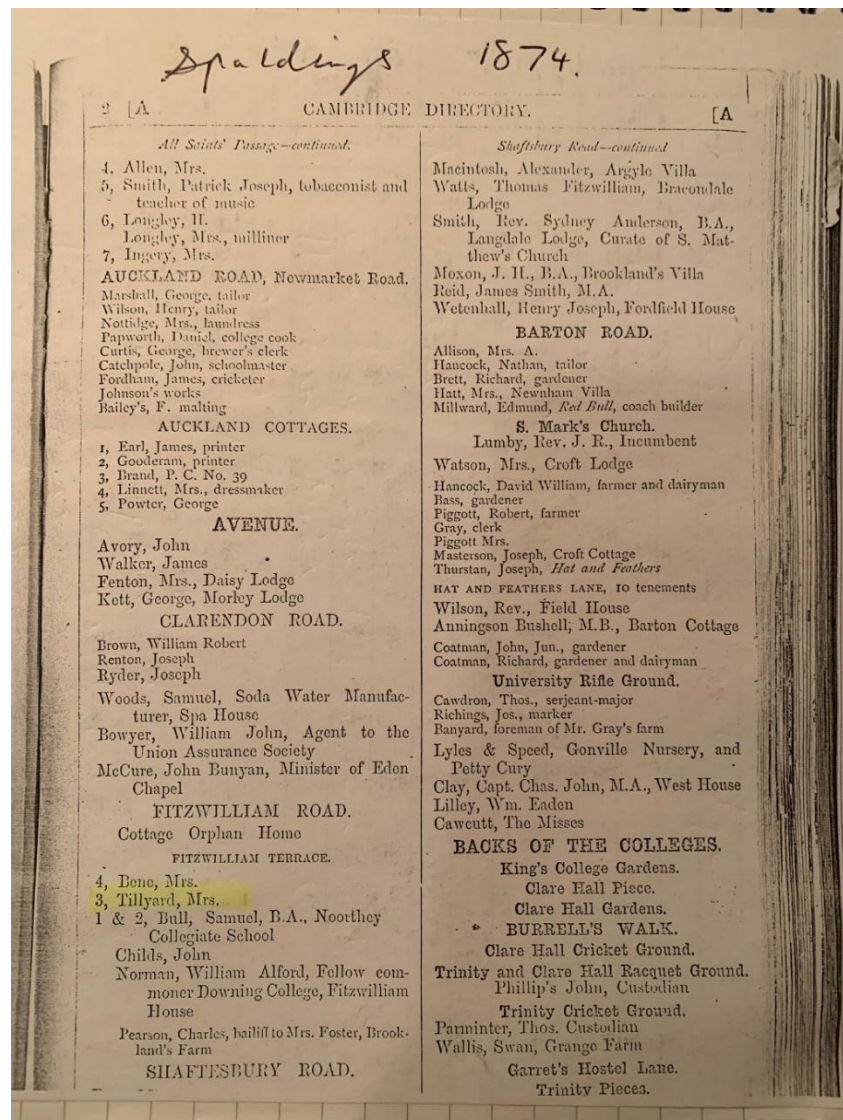 Spaldings 1874.
2 [A CAMBRIDGE DIRECTORY. [A
All Saints' Passage—continued.
4, Allen, Mrs.
5, Smith, Patrick Joseph, tobacconist and
teacher of music
6, Longley, H.
Longley, Mrs., milliner
7, Ingery, Mrs.
AUCKLAND ROAD, Newmarket Road.
Marshall, George, tailor
Wilson, Henry, tailor
Nottidge, Mrs., laundress
Papworth, Daniel, college cook
Curtis, George, brewer's clerk
Catchpole, John, schoolmaster
Fordham, James, cricketer
Johnson's works
Bailey's, F. malting
AUCKLAND COTTAGES.
1, Earl, James, printer
2, Gooderam, printer
3, Brand, P. C. No. 39
4, Linnett, Mrs., dressmaker
5, Powter, George
AVENUE.
Avory, John
Walker, James
Fenton, Mrs., Daisy Lodge
Kett, George, Morley Lodge
CLARENDON ROAD.
Brown, William Robert
Renton, Joseph
Ryder, Joseph
Woods, Samuel, Soda Water Manufac-
turer, Spa House
Bowyer, William John, Agent to the
Union Assurance Society
McCure, John Bunyan, Minister of Eden
Chapel
FITZWILLIAM ROAD.
Cottage Orphan Home
FITZWILLIAM TERRACE.
4, Bene, Mrs.
3, Tillyard, Mrs.
1 & 2, Bull, Samuel, B.A., Noorthey
Collegiate School
Childs, John
Norman, William Alford, Fellow com-
moner Downing College, Fitzwilliam
House
Pearson, Charles, bailiff to Mrs. Foster, Brook-
land's Farm
SHAFTESBURY ROAD.
Shaftsbury Road—continued
Macintosh, Alexander, Argyle Villa
Watts, Thomas Fitzwilliam, Bracondale
Lodge
Smith, Rev. Sydney Anderson, B.A.,
Langdale Lodge, Curate of S. Mat-
thew's Church
Moxon, J. H., B.A., Brookland's Villa
Reid, James Smith, M.A.
Wetenhall, Henry Joseph, Fordfield House
BARTON ROAD.
Allison, Mrs. A.
Hancock, Nathan, tailor
Brett, Richard, gardener
Hatt, Mrs., Newnham Villa
Millward, Edmund, Red Bull, coach builder
S. Mark's Church.
Lumby, Rev. J. R., Incumbent
Watson, Mrs., Croft Lodge
Hancock, David William, farmer and dairyman
Bass, gardener
Piggott, Robert, farmer
Gray, clerk
Piggott Mrs.
Masterson, Joseph, Croft Cottage
Thurstan, Joseph, Hat and Feathers
HAT AND FEATHERS LANE, 10 tenements
Wilson, Rev., Field House
Anningson Bushell, M.B., Barton Cottage
Coatman, John, Jun., gardener
Coatman, Richard, gardener and dairyman
University Rifle Ground.
Cawdron, Thos., serjeant-major
Richings, Jos., marker
Banyard, foreman of Mr. Gray's farm
Lyles & Speed, Gonville Nursery, and
Petty Cury
Clay, Capt. Chas. John, M.A., West House
Lilley, Wm. Eaden
Cawcutt, The Misses
BACKS OF THE COLLEGES.
King's College Gardens.
Clare Hall Piece.
Clare Hall Gardens.
BURRELL'S WALK.
Clare Hall Cricket Ground.
Trinity and Clare Hall Racquet Ground.
Phillip's John, Custodian
Trinity Cricket Ground.
Parminter, Thos. Custodian
Wallis, Swan, Grange Farm
Garret's Hostel Lane.
Trinity Pieces.